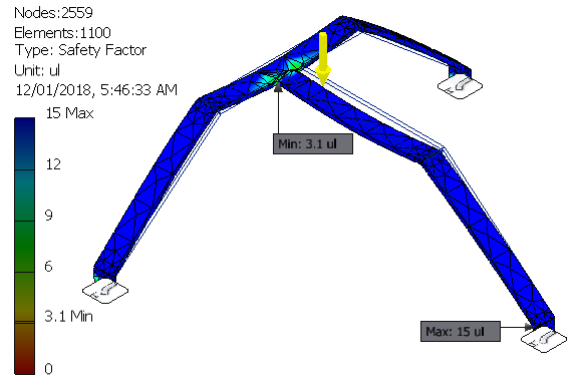 Nodes:2559
Elements:1100
Type: Safety Factor
Unit: ul
12/01/2018, 5:46:33 AM
15 Max
12
9
6
3.1 Min
0
Min: 3.1 ul
Max: 15 ul